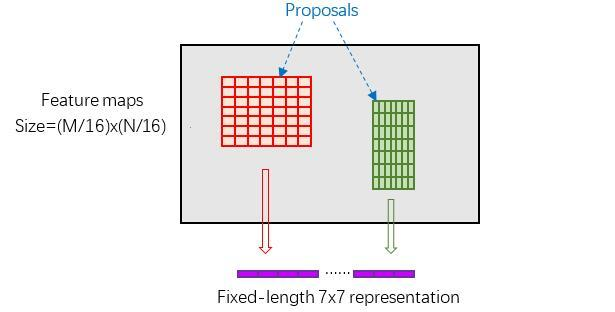 Proposals
Feature maps
Size=(M/16)x(N/16)
......
Fixed-length 7x7 representation